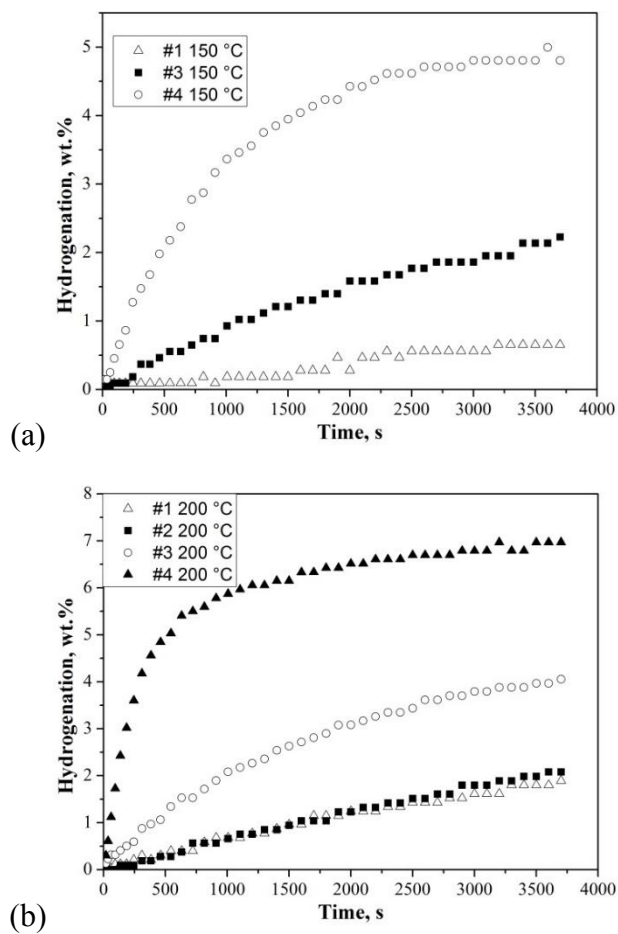 #1 150 °C
#3 150 °C
#4 150 °C
Hydrogenation, wt.%
5
4
3
2
1
0
0 500 1000 1500 2000 2500 3000 3500 4000
Time, s
(a)
#1 200 °C
#2 200 °C
#3 200 °C
#4 200 °C
Hydrogenation, wt.%
8
7
6
5
4
3
2
1
0
0 500 1000 1500 2000 2500 3000 3500 4000
Time, s
(b)